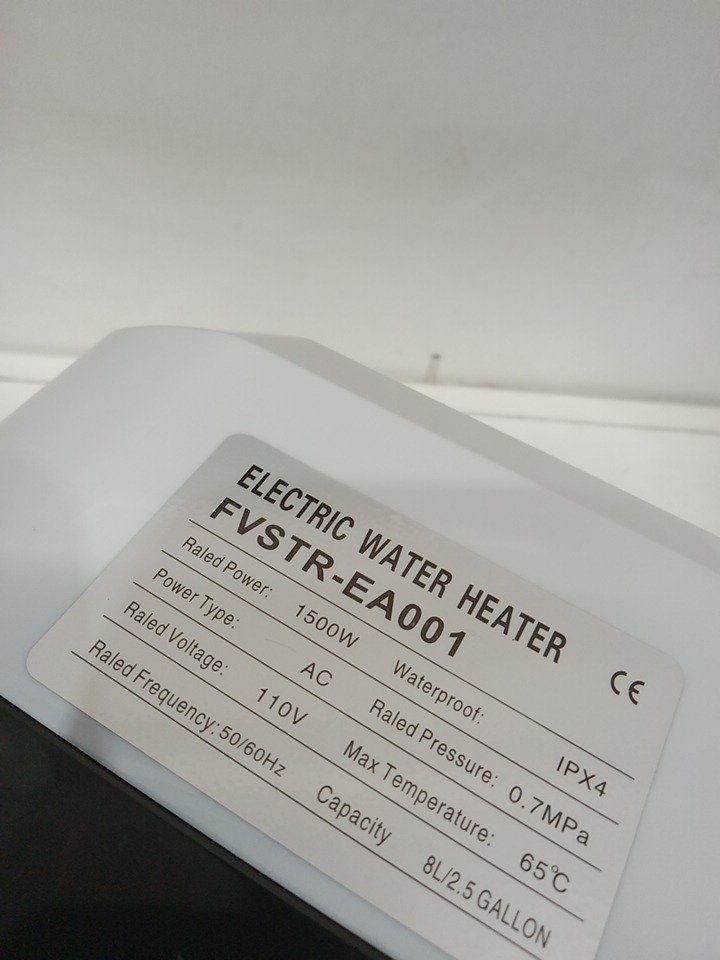 ELECTRIC WATER HEATER
FVSTR-EA001
CE
Raled Power: 1500W Waterproof: IPX4
Power Type: AC Raled Pressure: 0.7MPa
Raled Voltage: 110V Max Temperature: 65℃
Raled Frequency: 50/60Hz Capacity 8L/2.5 GALLON